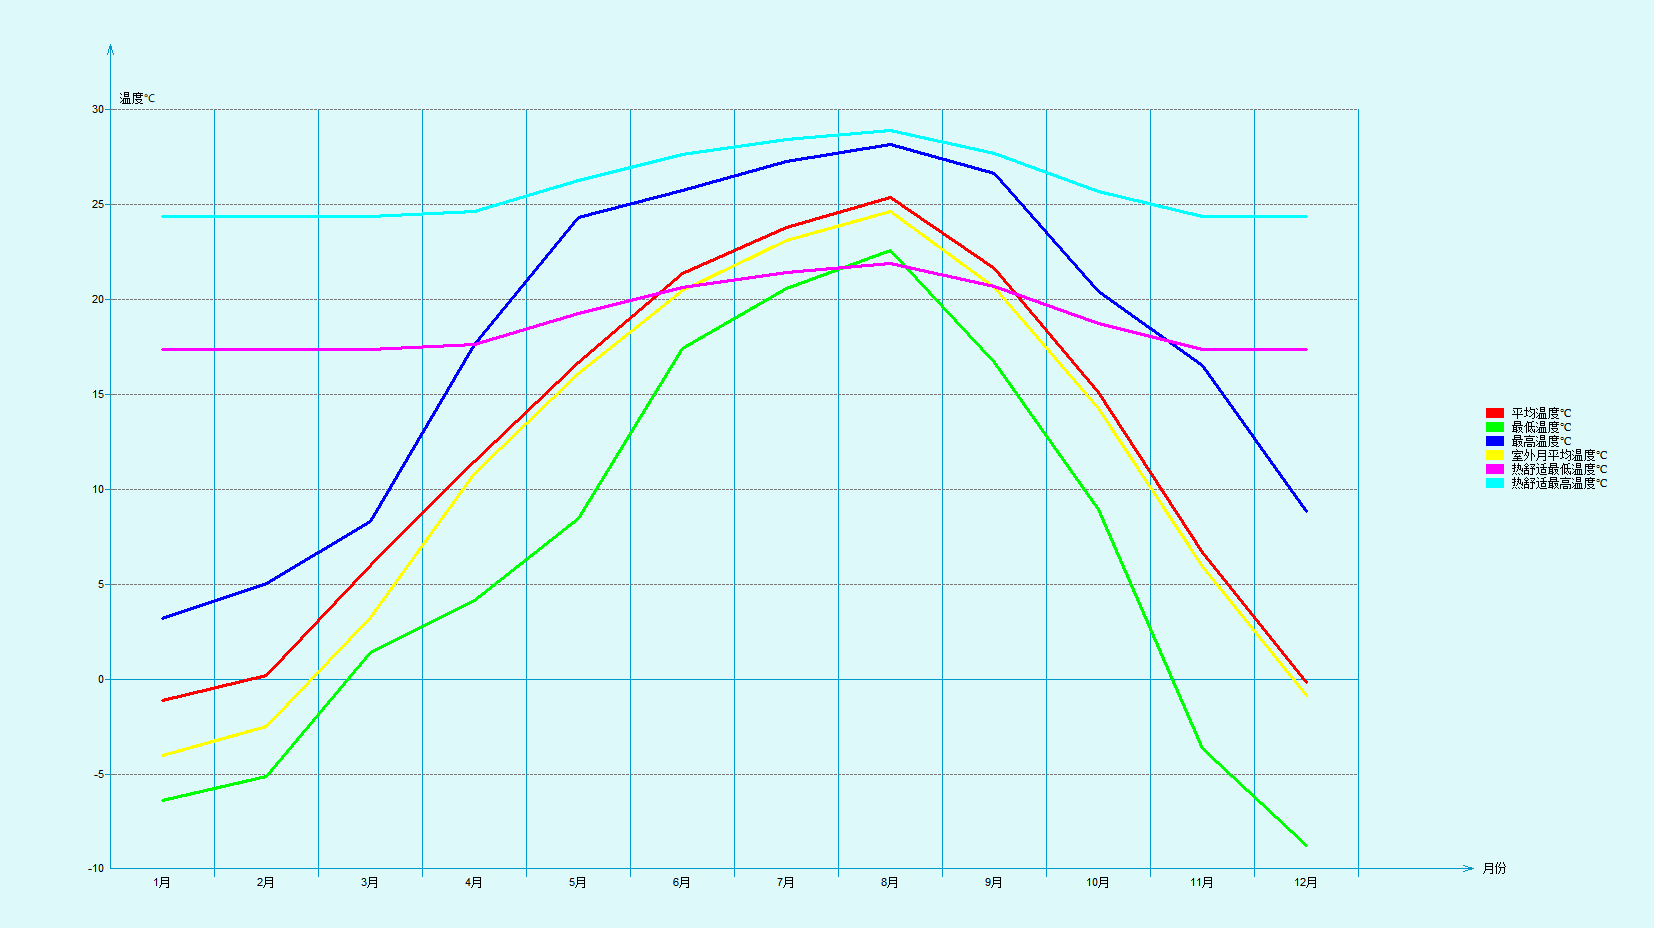 温度℃
30
25
20
15
10
5
0
-5
-10
1月 2月 3月 4月 5月 6月 7月 8月 9月 10月 11月 12月
月份
平均温度℃
最低温度℃
最高温度℃
室外月平均温度℃
热舒适最低温度℃
热舒适最高温度℃